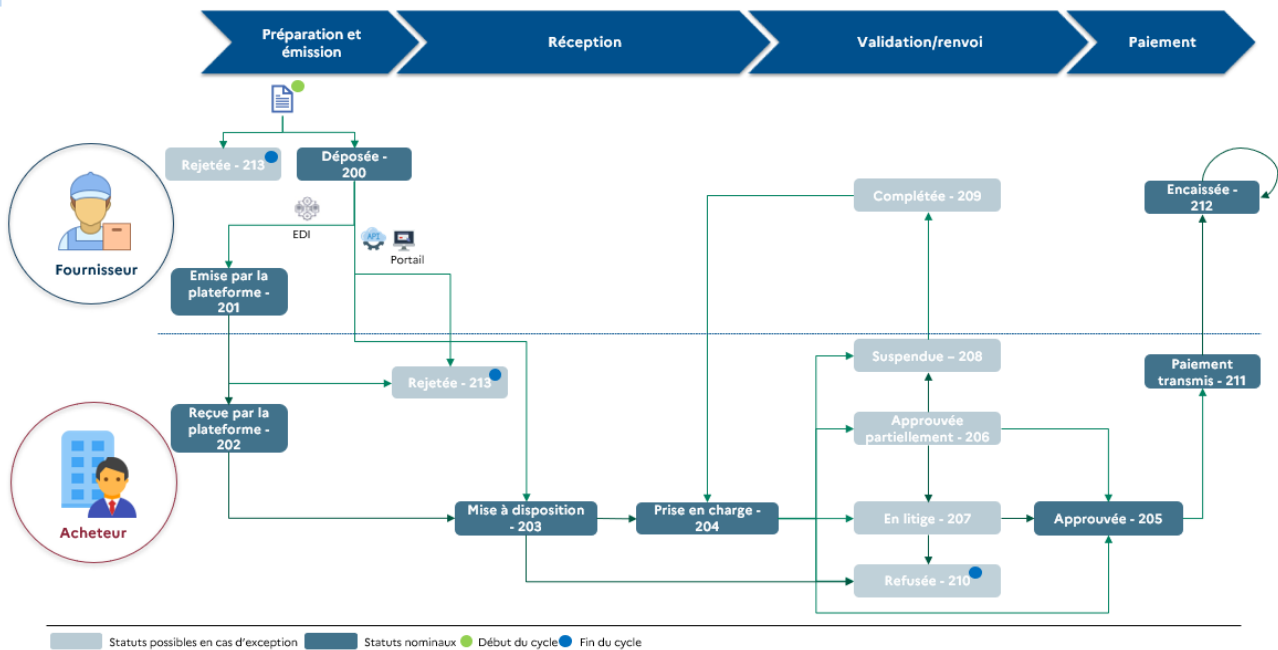 Préparation et
émission
Réception
Validation/renvoi
Paiement
Rejetée - 213
Déposée -
200
Complétée - 209
Encaissée -
212
EDI
API
Portail
Fournisseur
Emise par la
plateforme -
201
Suspendue – 208
Paiement
transmis - 211
Rejetée - 213
Reçue par la
plateforme -
202
Approuvée
partiellement - 206
Acheteur
Mise à disposition
- 203
Prise en charge -
204
En litige - 207
Approuvée - 205
Refusée - 210
Statuts possibles en cas d'exception
Statuts nominaux
Début du cycle
Fin du cycle